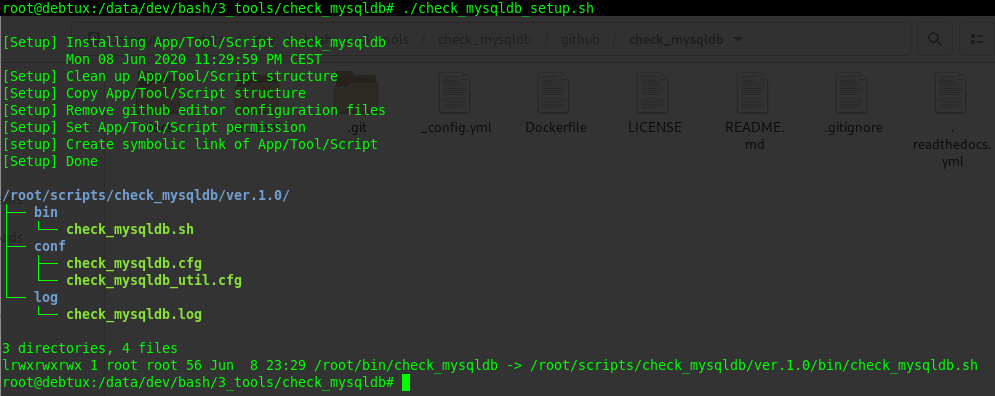 root@debtux:/data/dev/bash/3_tools/check_mysqldb# ./check_mysqldb_setup.sh
[Setup] Installing App/Tool/Script check_mysqldb
Mon 08 Jun 2020 11:29:59 PM CEST
[Setup] Clean up App/Tool/Script structure
[Setup] Copy App/Tool/Script structure
[Setup] Remove github editor configuration files
[Setup] Set App/Tool/Script permission
[setup] Create symbolic link of App/Tool/Script
[Setup] Done
/root/scripts/check_mysqldb/ver.1.0/
├── bin
│   └── check_mysqldb.sh
├── conf
│   ├── check_mysqldb.cfg
│   └── check_mysqldb_util.cfg
└── log
    └── check_mysqldb.log
3 directories, 4 files
lrwxrwxrwx 1 root root 56 Jun  8 23:29 /root/bin/check_mysqldb -> /root/scripts/check_mysqldb/ver.1.0/bin/check_mysqldb.sh
root@debtux:/data/dev/bash/3_tools/check_mysqldb#
/ check_mysqldb / github / check_mysqldb
.git
_config.yml
Dockerfile
LICENSE
README.
md
.gitignore
.
readthedocs.
yml